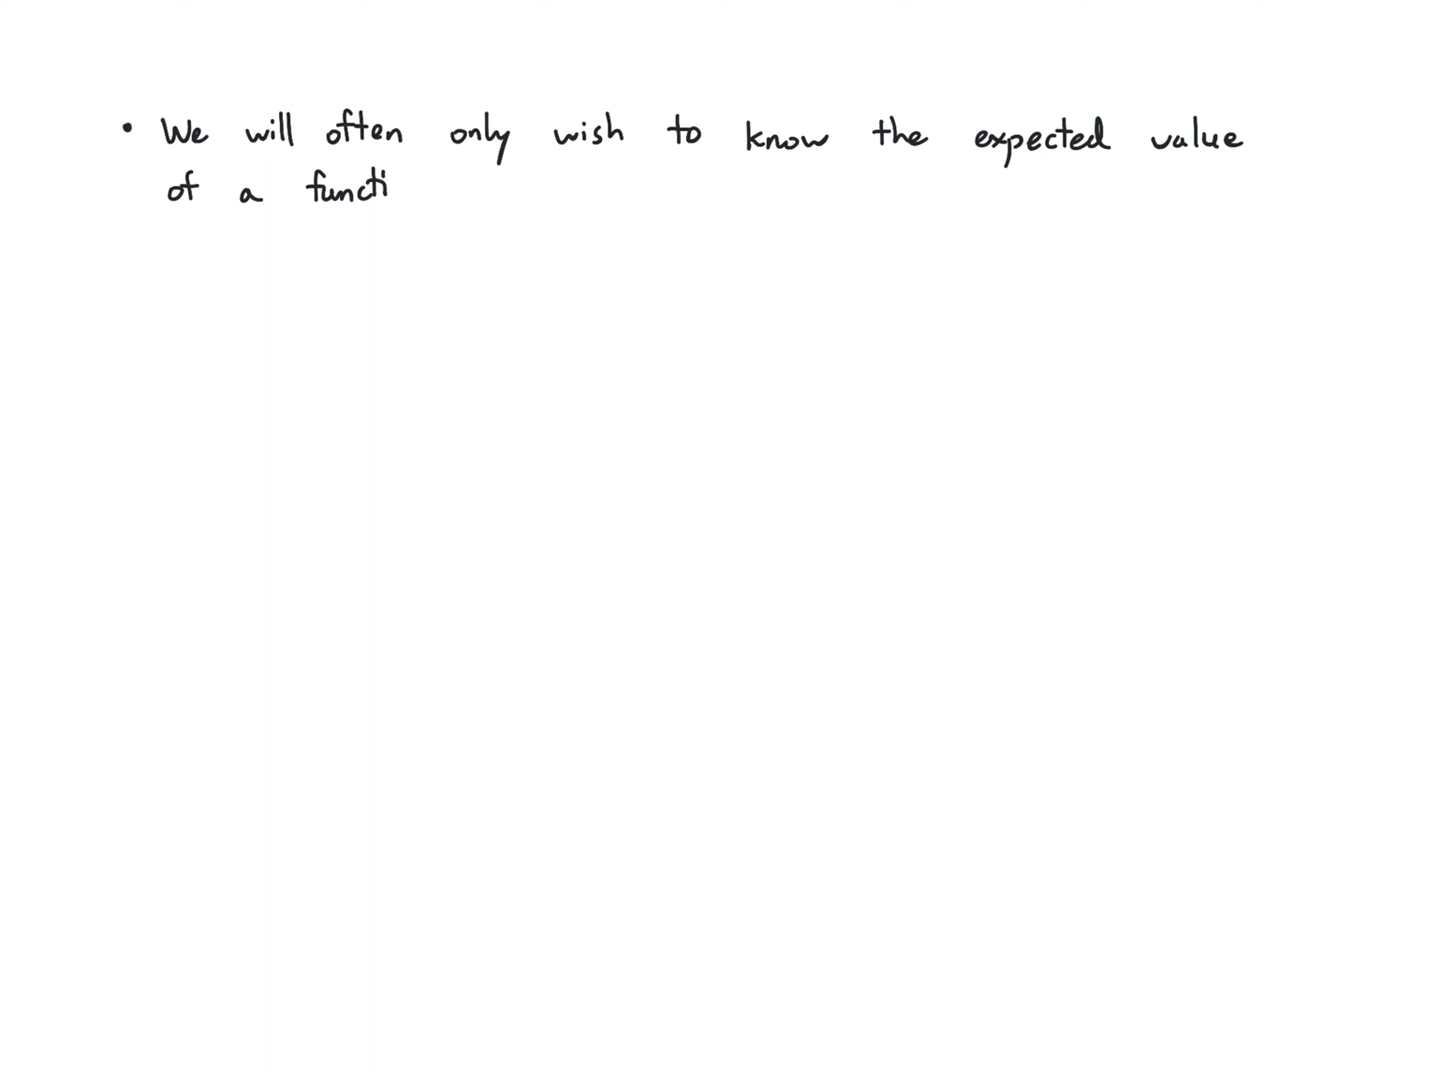 • We will often only wish to know the expected value
of a functi